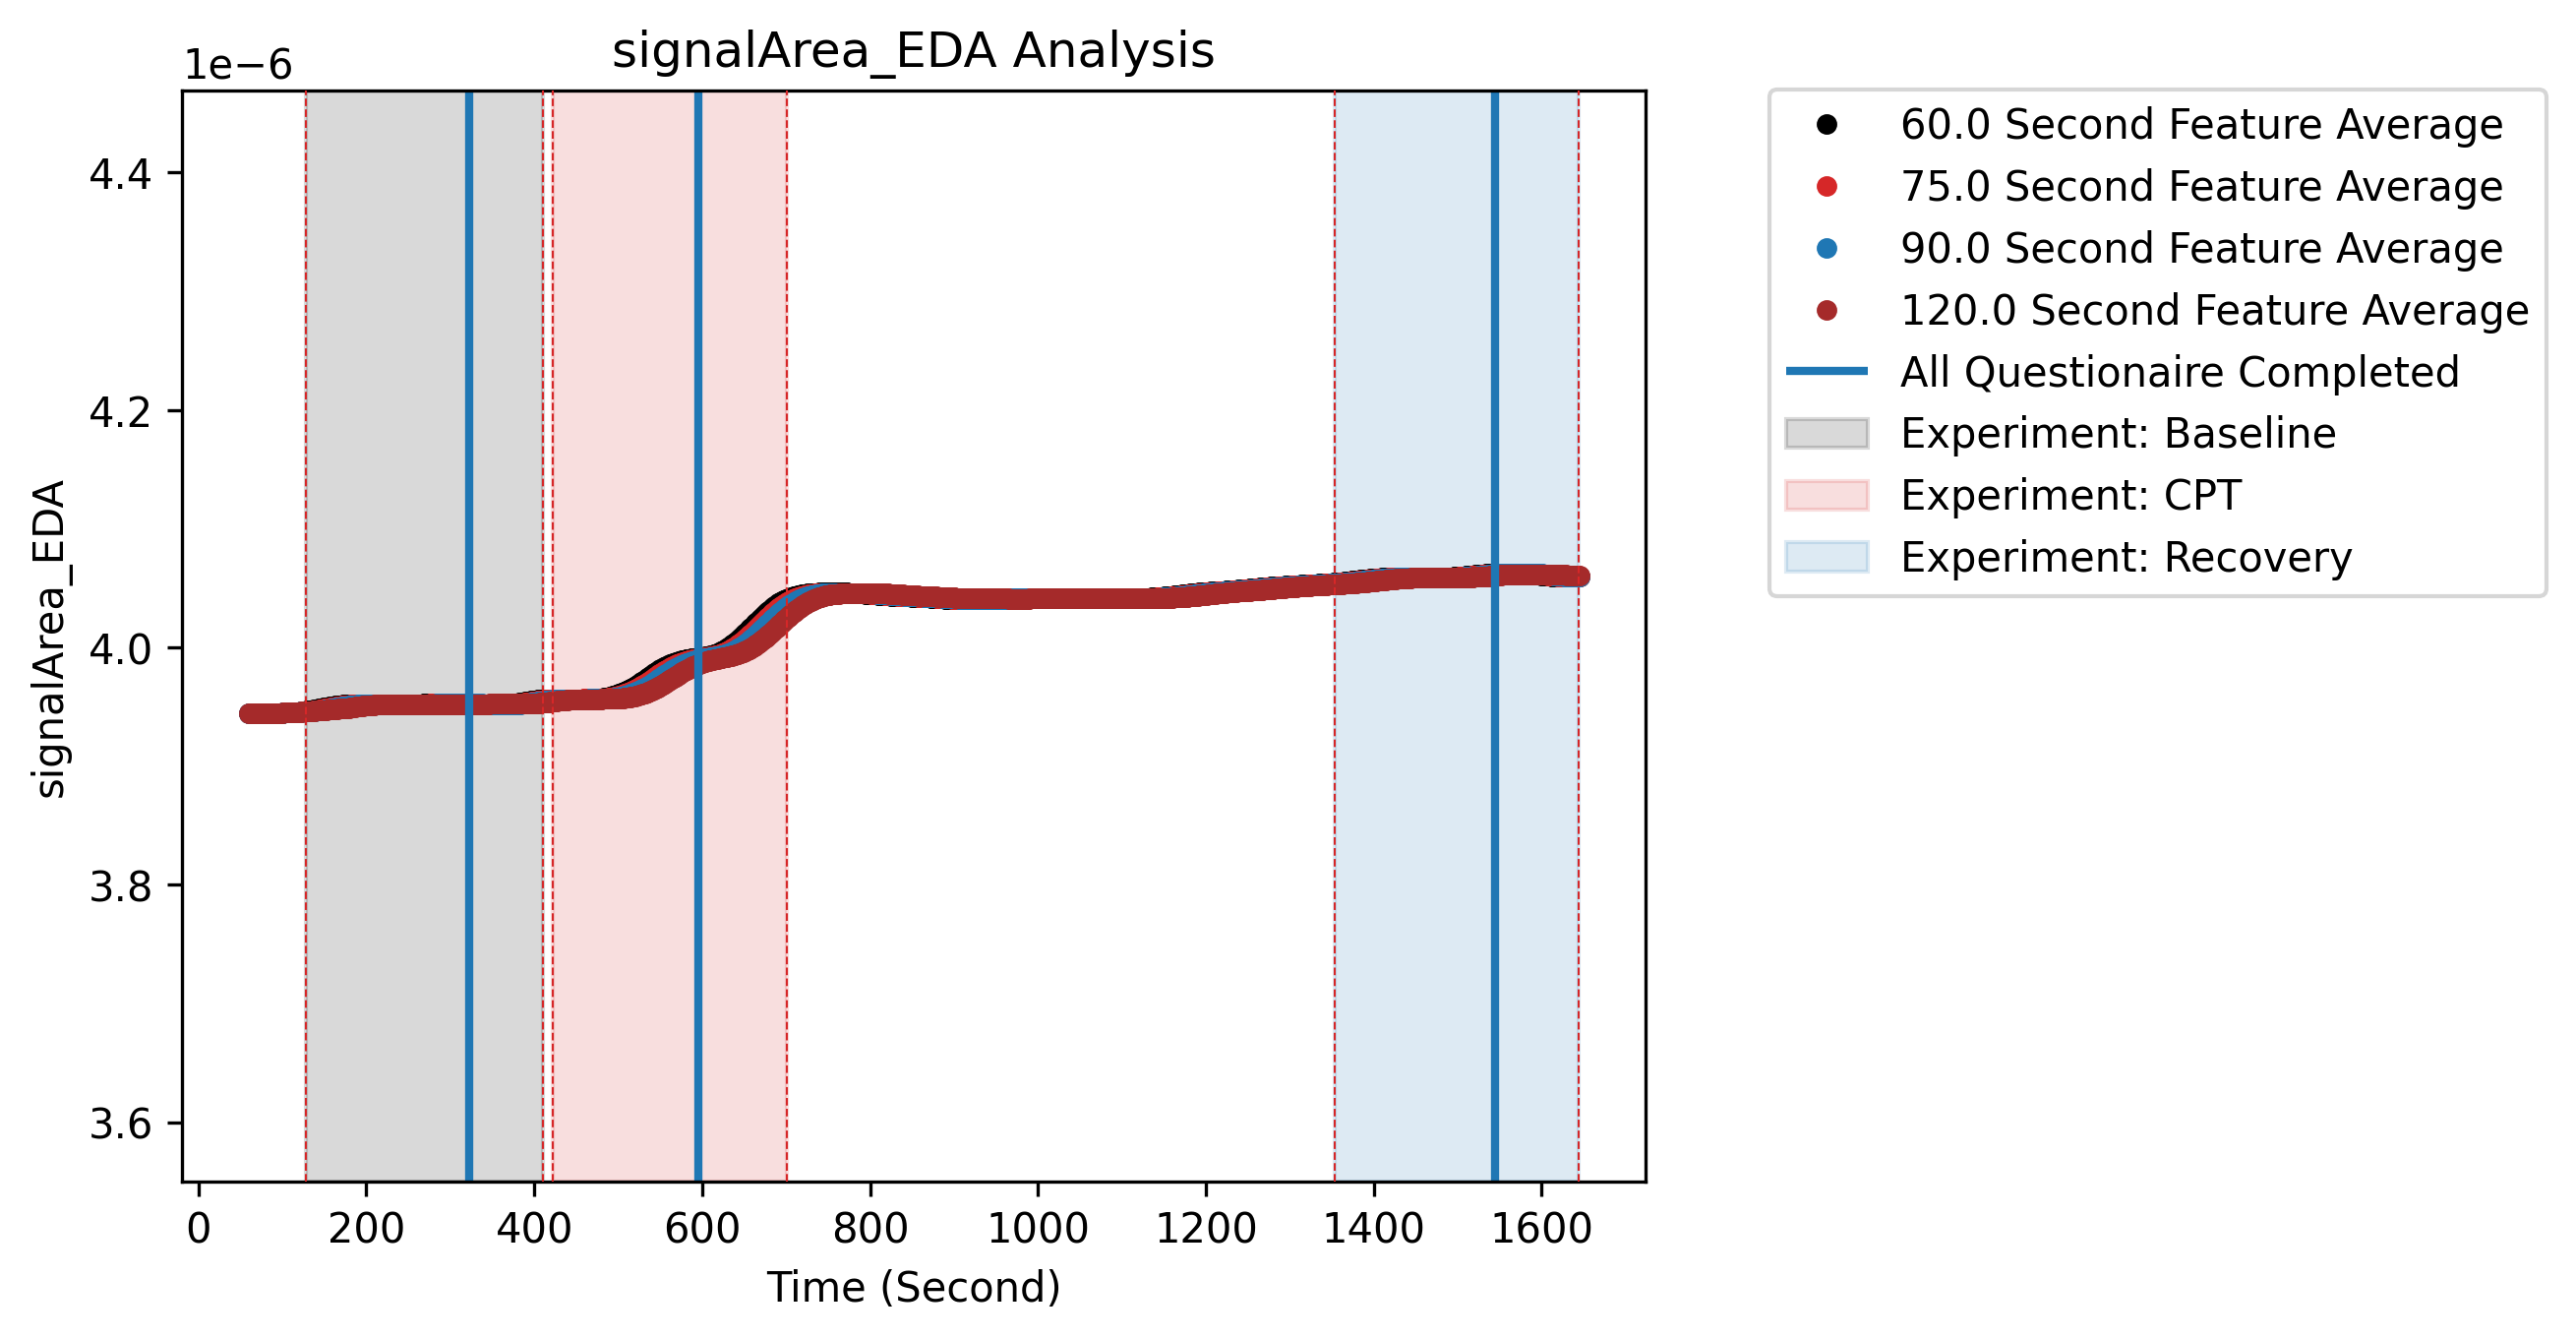 signalArea_EDA Analysis
1e−6
4.4
4.2
4.0
3.8
3.6
signalArea_EDA
0 200 400 600 800 1000 1200 1400 1600
Time (Second)
60.0 Second Feature Average
75.0 Second Feature Average
90.0 Second Feature Average
120.0 Second Feature Average
All Questionaire Completed
Experiment: Baseline
Experiment: CPT
Experiment: Recovery